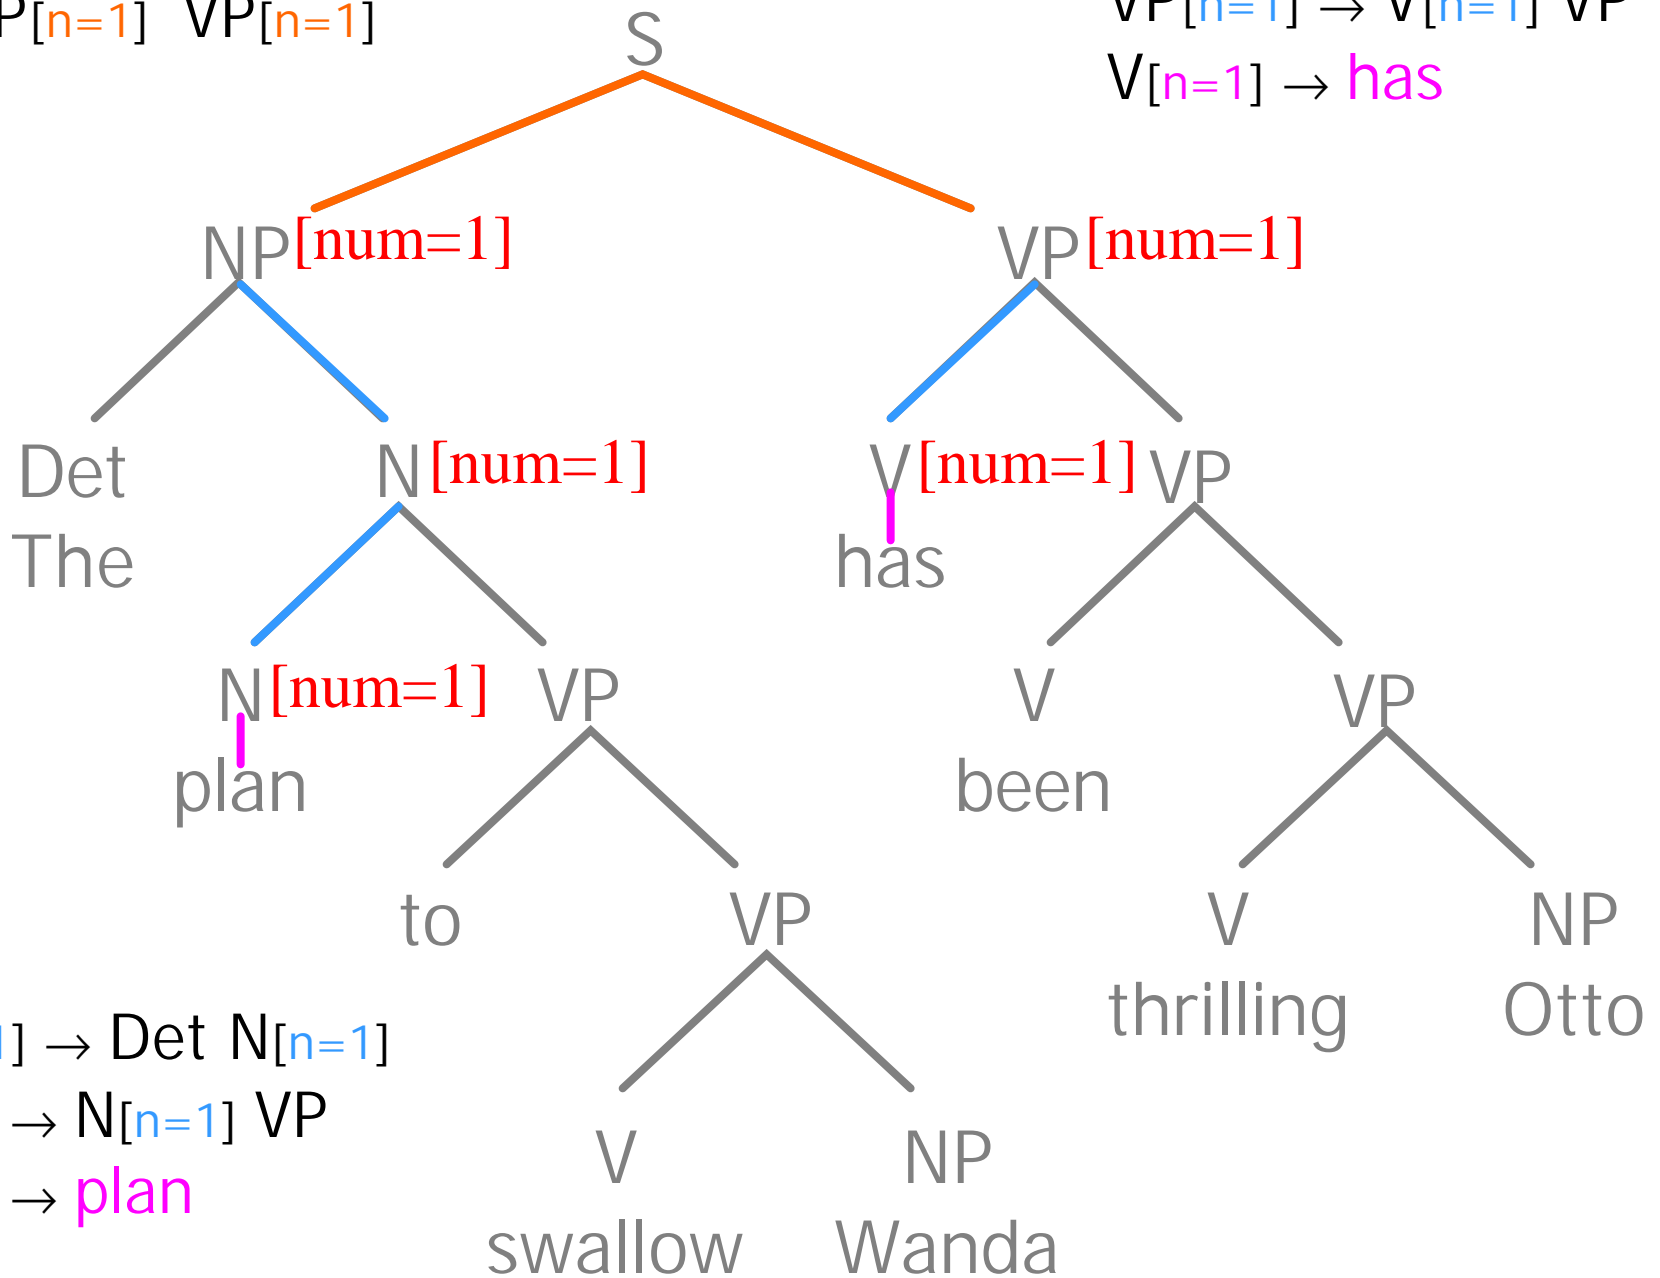 P[n=1] VP[n=1]
VP[n=1] → V[n=1] VP
S
V[n=1] → has
NP[num=1] VP[num=1]
Det N[num=1] V[num=1] VP
The has
N[num=1] VP V VP
plan been
to VP V NP
thrilling Otto
1] → Det N[n=1]
→ N[n=1] VP
V NP
→ plan
swallow Wanda